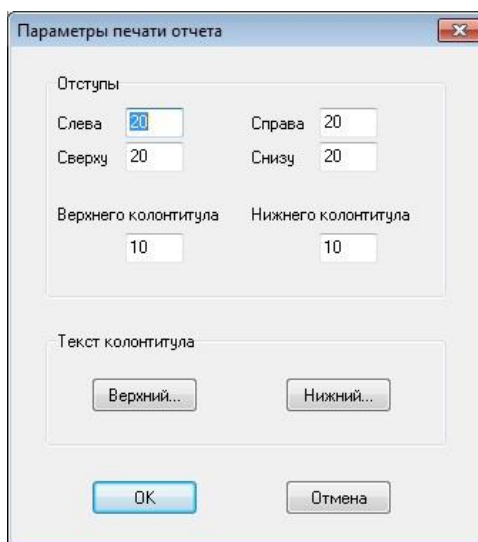 Параметры печати отчета
Отступы
Слева 20 Справа 20
Сверху 20 Снизу 20
Верхнего колонтитула Нижнего колонтитула
10 10
Текст колонтитула
Верхний... Нижний...
OK Отмена